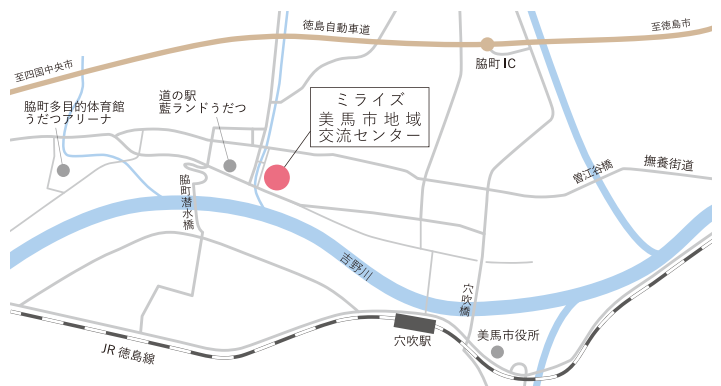 徳島自動車道
至徳島市
至四国中央市
脇町 IC
脇町多目的体育館
うだつアリーナ
道の駅
藍ランドうだつ
ミライズ
美馬市地域
交流センター
曽江谷橋
撫養街道
脇町潜水橋
吉野川
穴吹橋
穴吹駅
美馬市役所
JR 徳島線